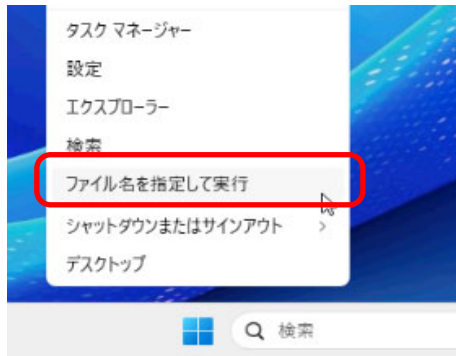 タスク マネージャー
設定
エクスプローラー
検索
ファイル名を指定して実行
シャットダウンまたはサインアウト
デスクトップ
検索